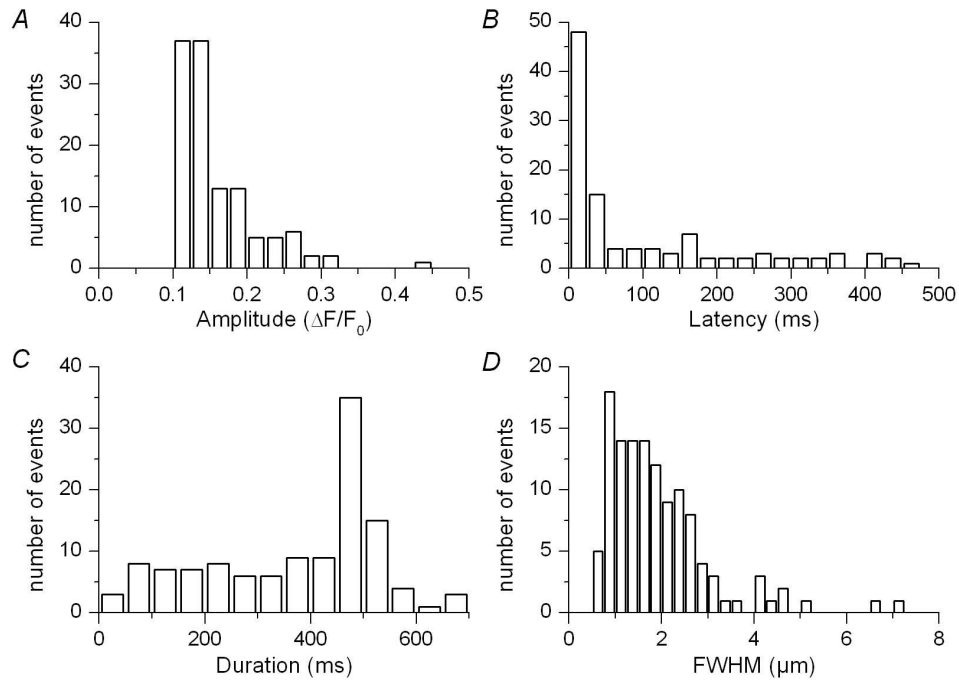 A
number of events
40
30
20
10
0
0.0 0.1 0.2 0.3 0.4 0.5
Amplitude (ΔF/F0)
B
number of events
50
40
30
20
10
0
0 100 200 300 400 500
Latency (ms)
C
number of events
40
30
20
10
0
0 200 400 600
Duration (ms)
D
number of events
20
15
10
5
0
0 2 4 6 8
FWHM (µm)